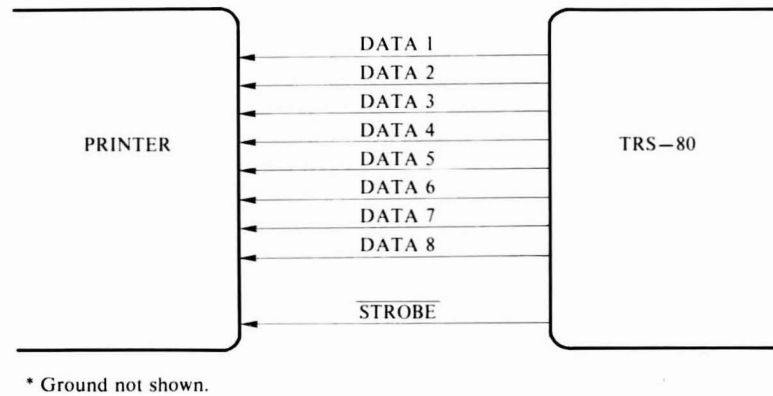 DATA 1
DATA 2
DATA 3
DATA 4
PRINTER
TRS–80
DATA 5
DATA 6
DATA 7
DATA 8
STROBE
* Ground not shown.